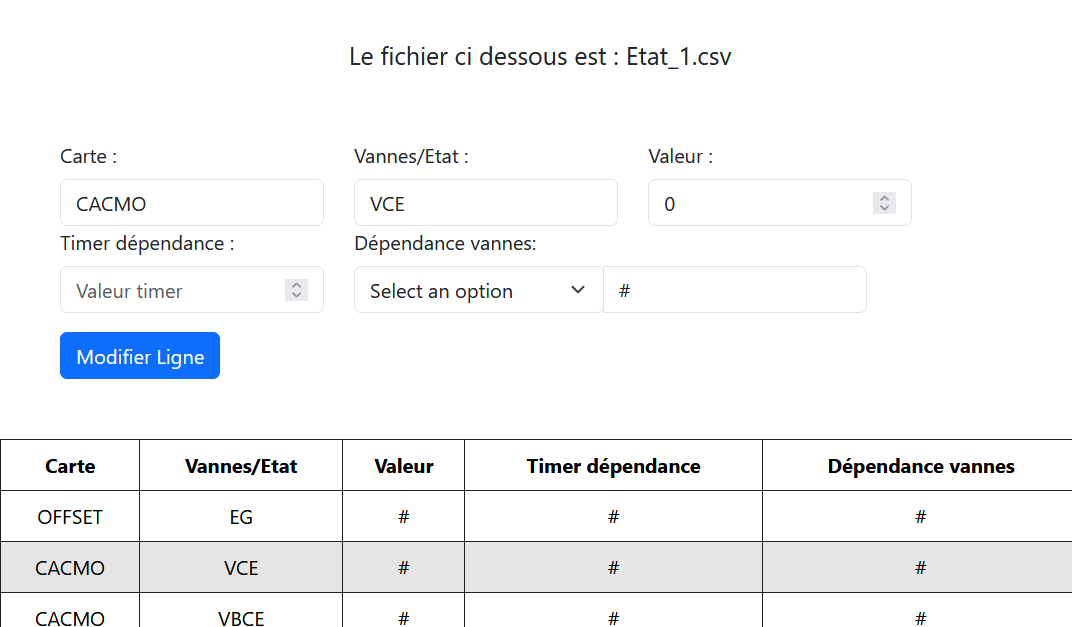 Le fichier ci dessous est : Etat_1.csv
Carte : Vannes/Etat : Valeur :
CACMO VCE 0
Timer dépendance : Dépendance vannes:
Valeur timer Select an option #
Modifier Ligne
Carte Vannes/Etat Valeur Timer dépendance Dépendance vannes
OFFSET EG # # #
CACMO VCE # # #
CACMO VBCE # # #